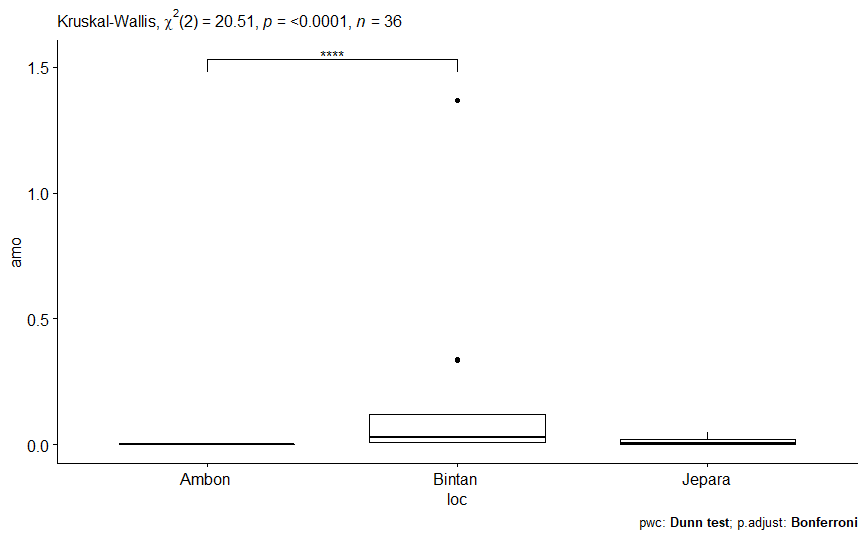 Kruskal-Wallis, χ²(2) = 20.51, p = <0.0001, n = 36
****
1.5
1.0
0.5
0.0
amo
Ambon Bintan Jepara
loc
pwc: Dunn test; p.adjust: Bonferroni